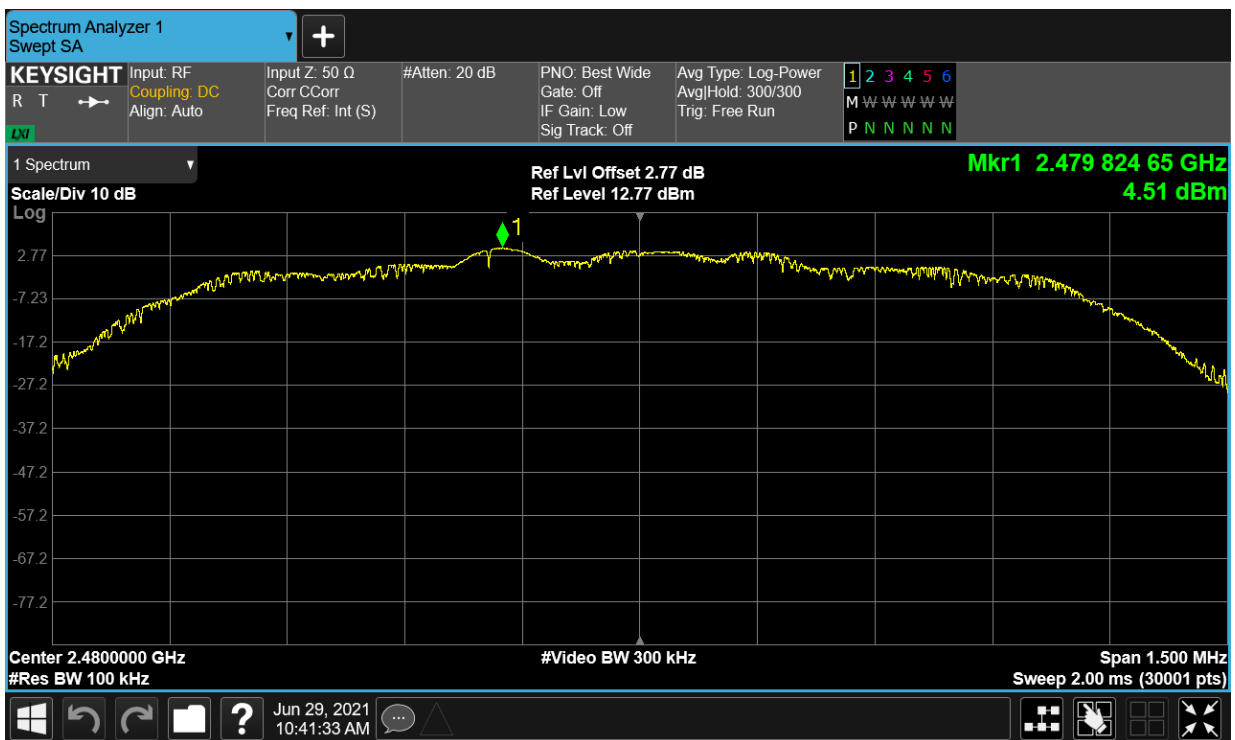 Spectrum Analyzer 1
Swept SA
KEYSIGHT
R T
LXI
Input: RF
Coupling: DC
Align: Auto
Input Z: 50 Ω
Corr CCorr
Freq Ref: Int (S)
#Atten: 20 dB
PNO: Best Wide
Gate: Off
IF Gain: Low
Sig Track: Off
Avg Type: Log-Power
Avg|Hold: 300/300
Trig: Free Run
1 2 3 4 5 6
M W W W W W
P N N N N N
1 Spectrum
Scale/Div 10 dB
Log
Ref Lvl Offset 2.77 dB
Ref Level 12.77 dBm
Mkr1 2.479 824 65 GHz
4.51 dBm
1
2.77
-7.23
-17.2
-27.2
-37.2
-47.2
-57.2
-67.2
-77.2
Center 2.4800000 GHz
#Res BW 100 kHz
#Video BW 300 kHz
Span 1.500 MHz
Sweep 2.00 ms (30001 pts)
?
Jun 29, 2021
10:41:33 AM